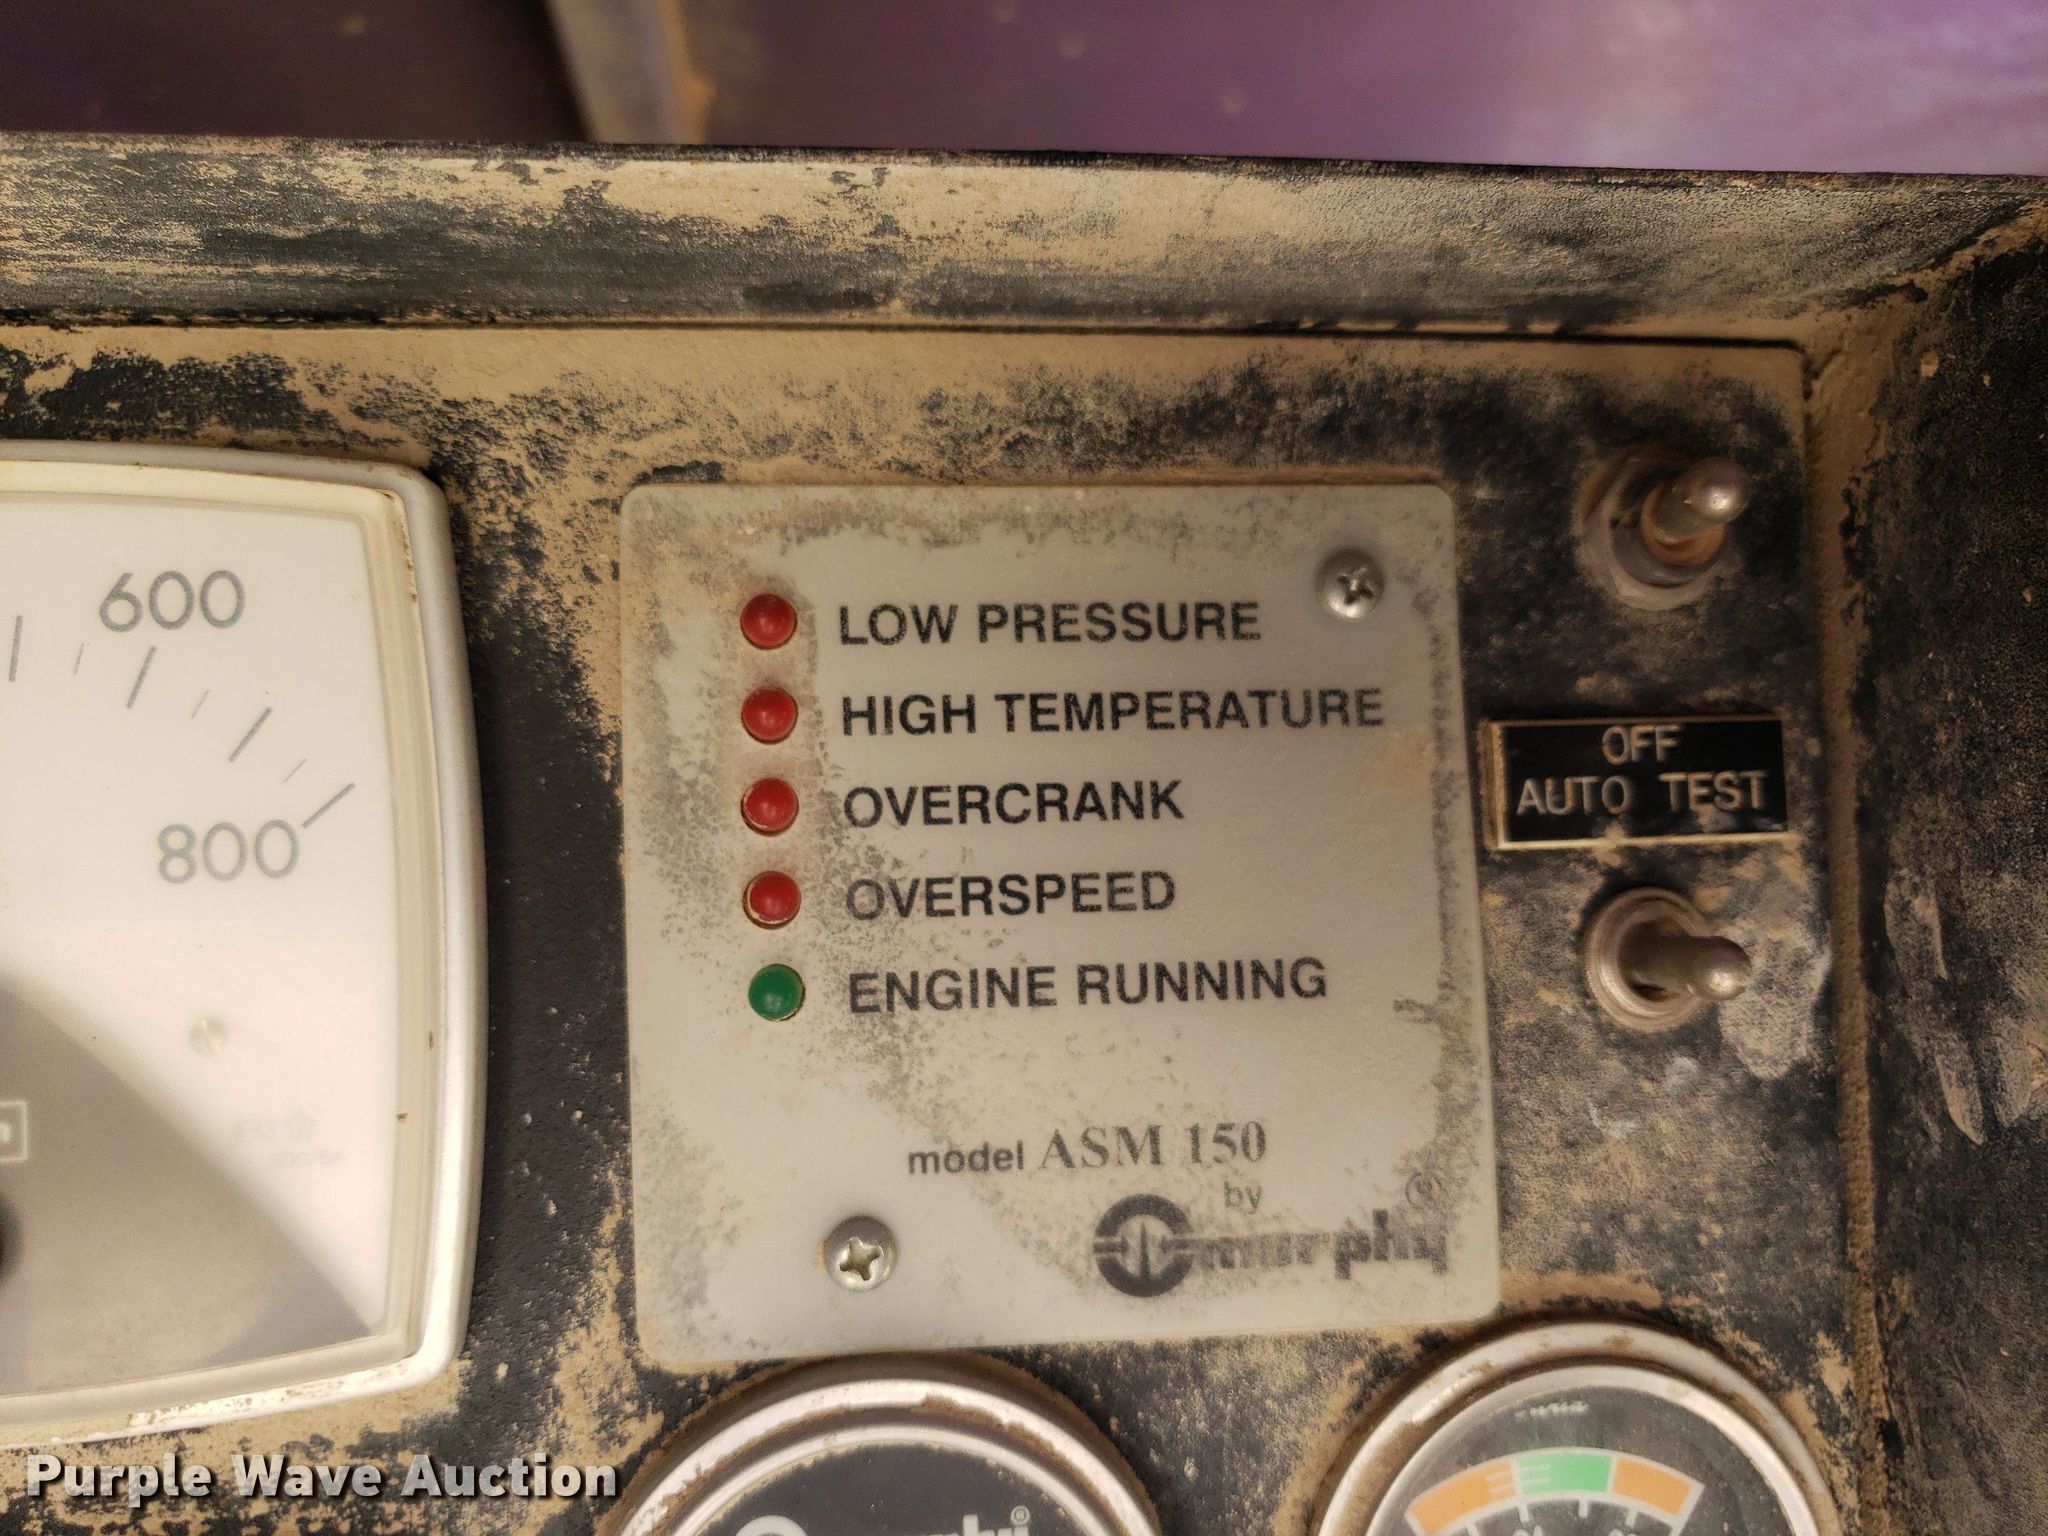 600
800
LOW PRESSURE
HIGH TEMPERATURE
OVERCRANK
OVERSPEED
ENGINE RUNNING
model ASM 150
by
murphy®
OFF
AUTO TEST
Purple Wave Auction